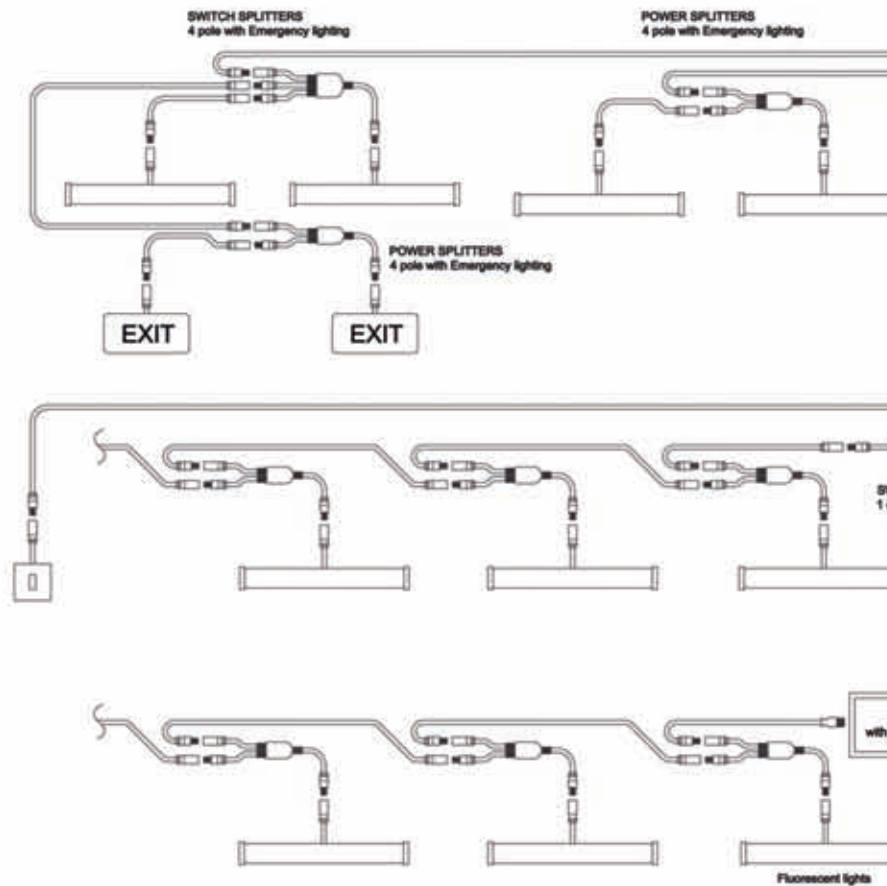 SWITCH SPLITTERS
4 pole with Emergency lighting
POWER SPLITTERS
4 pole with Emergency lighting
POWER SPLITTERS
4 pole with Emergency lighting
EXIT
EXIT
1
with
Fluorescent lights